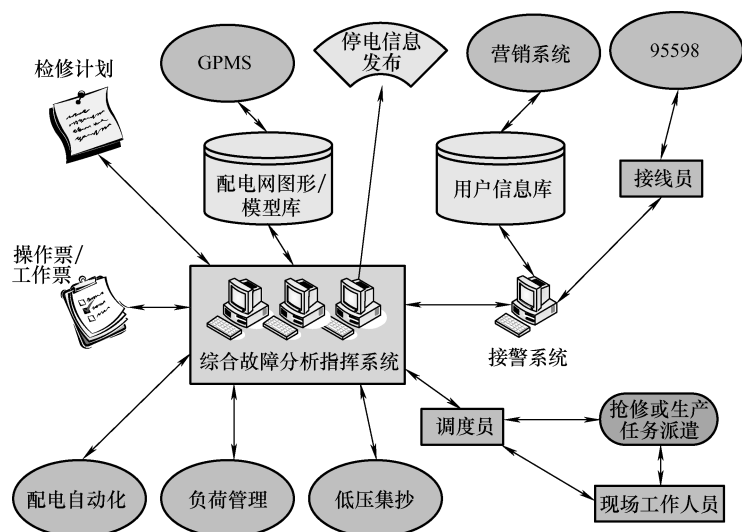 检修计划
GPMS
停电信息
发布
营销系统
95598
配电网图形/
模型库
用户信息库
接线员
操作票/
工作票
综合故障分析指挥系统
接警系统
调度员
抢修或生产
任务派遣
配电自动化
负荷管理
低压集抄
现场工作人员